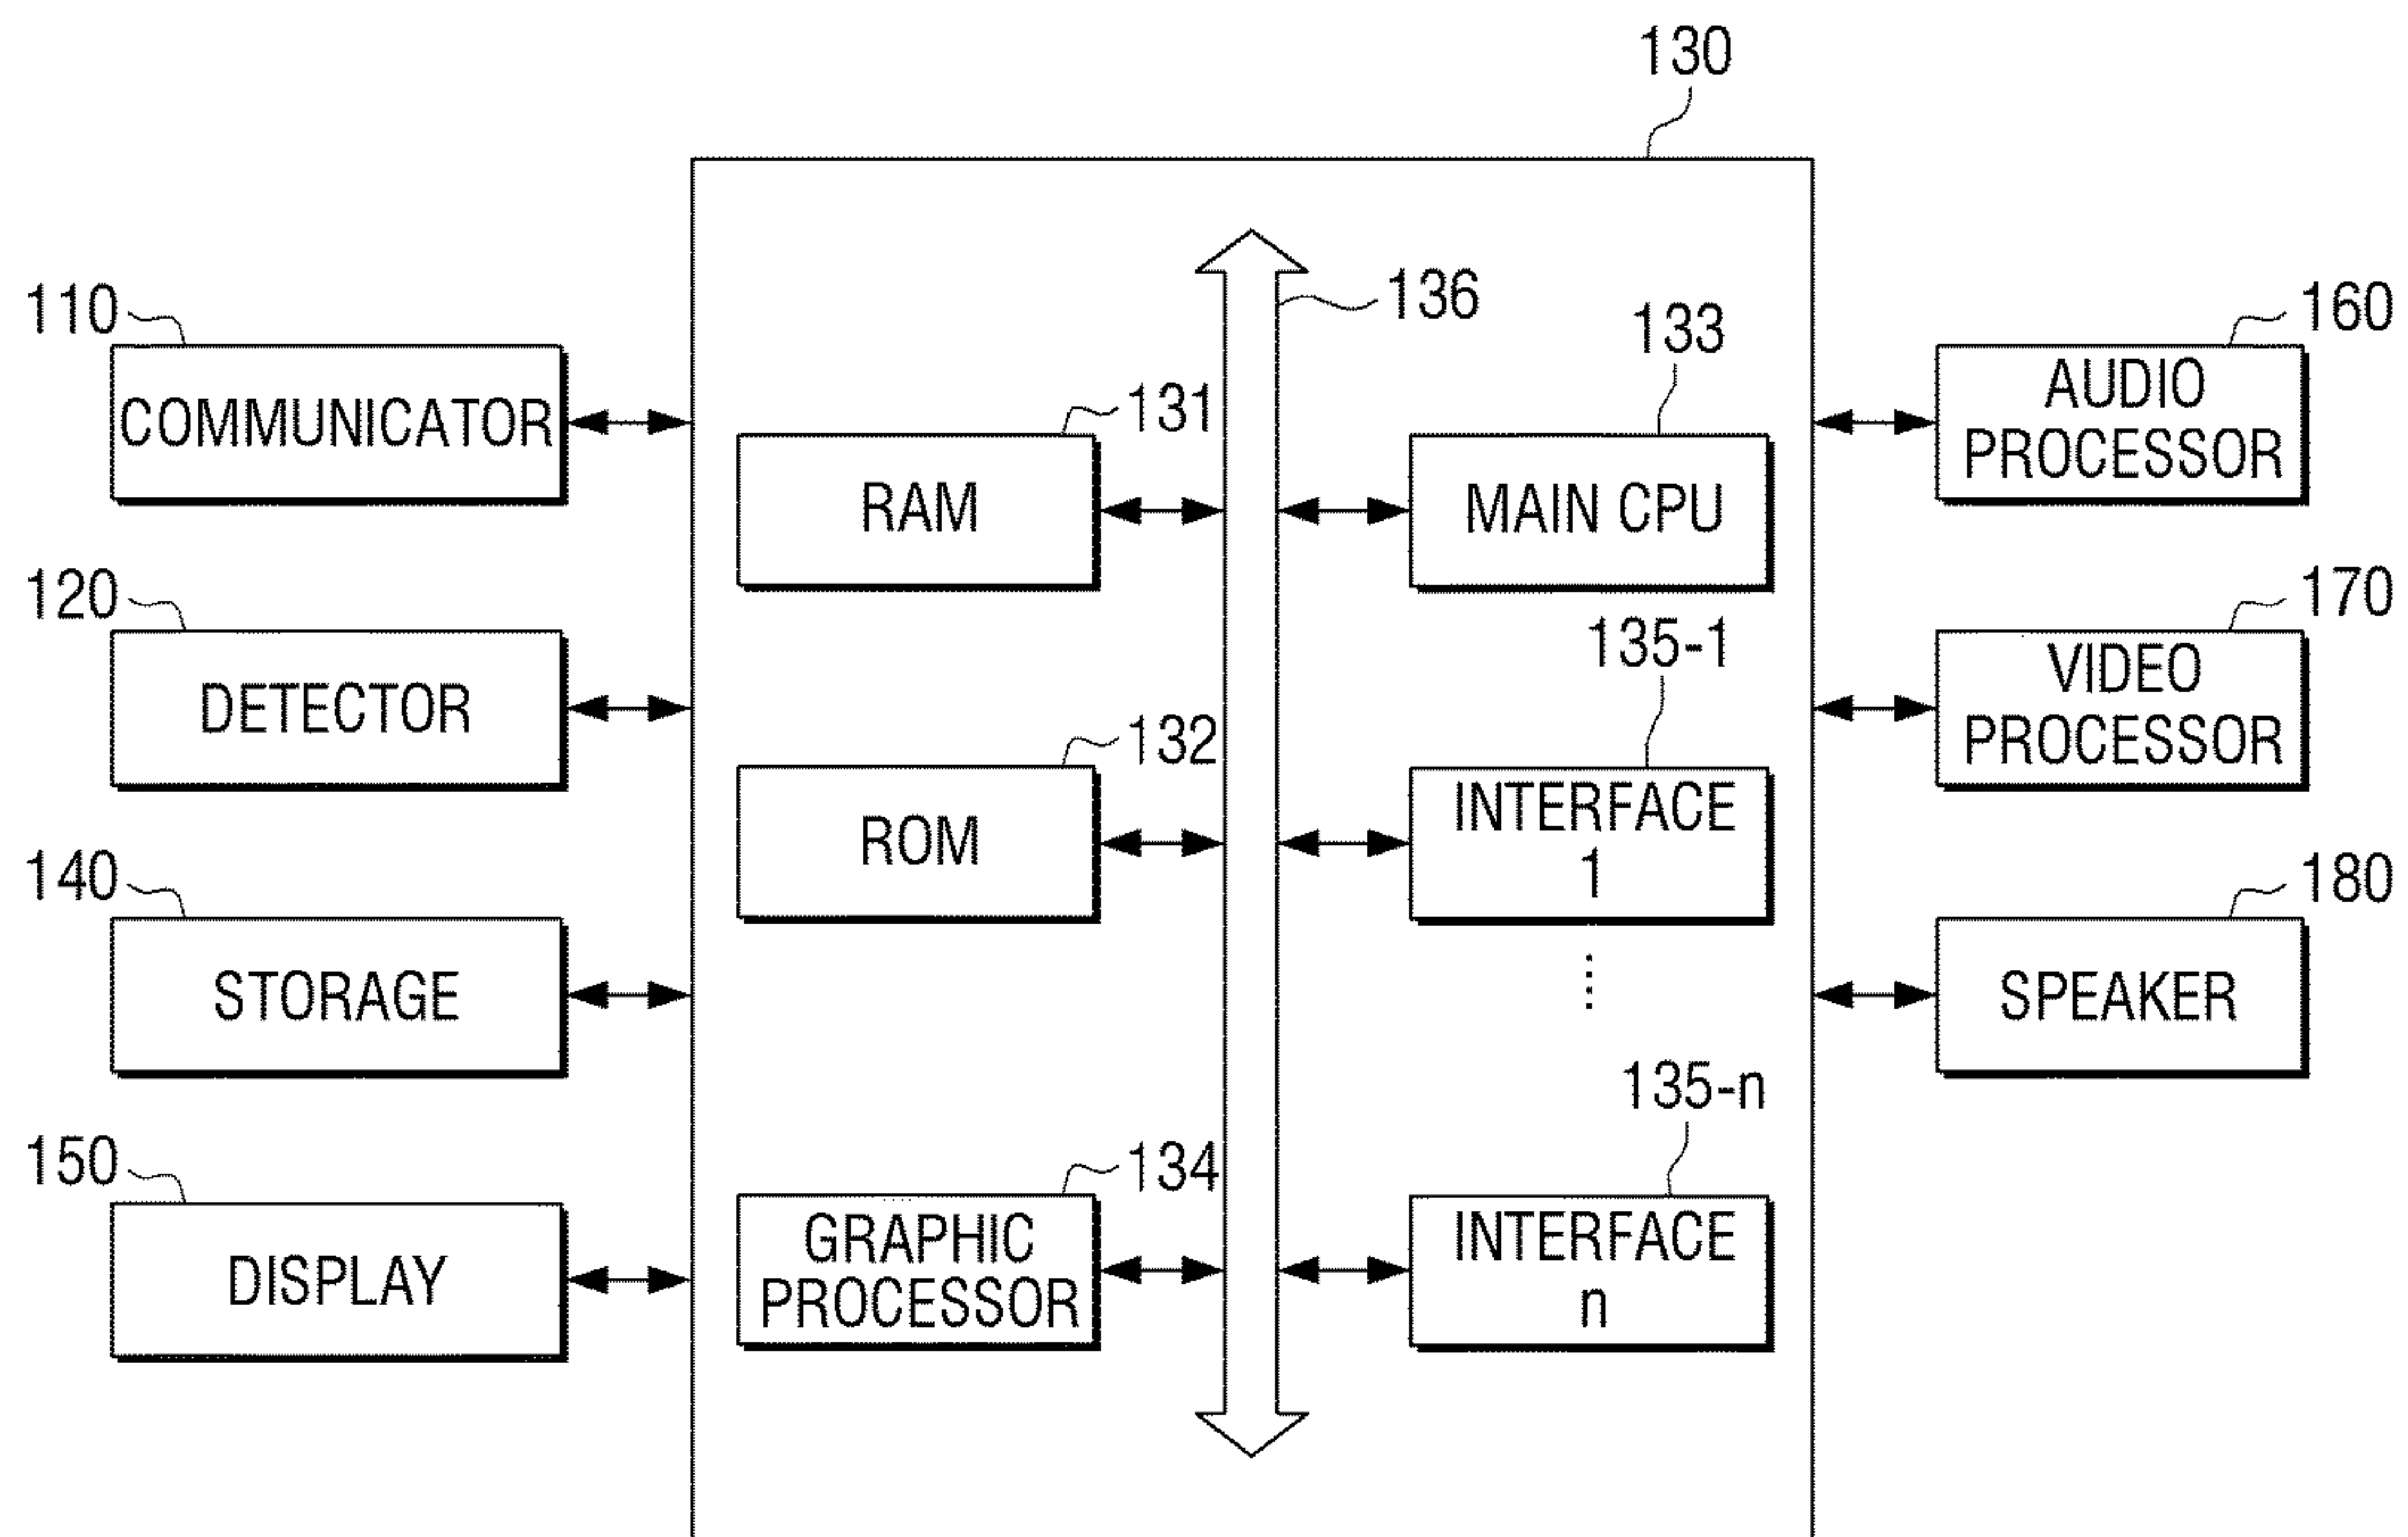 130
110
COMMUNICATOR
120
DETECTOR
140
STORAGE
150
DISPLAY
136
131
RAM
132
ROM
134
GRAPHIC
PROCESSOR
133
MAIN CPU
135-1
INTERFACE
1
135-n
INTERFACE
n
160
AUDIO
PROCESSOR
170
VIDEO
PROCESSOR
180
SPEAKER